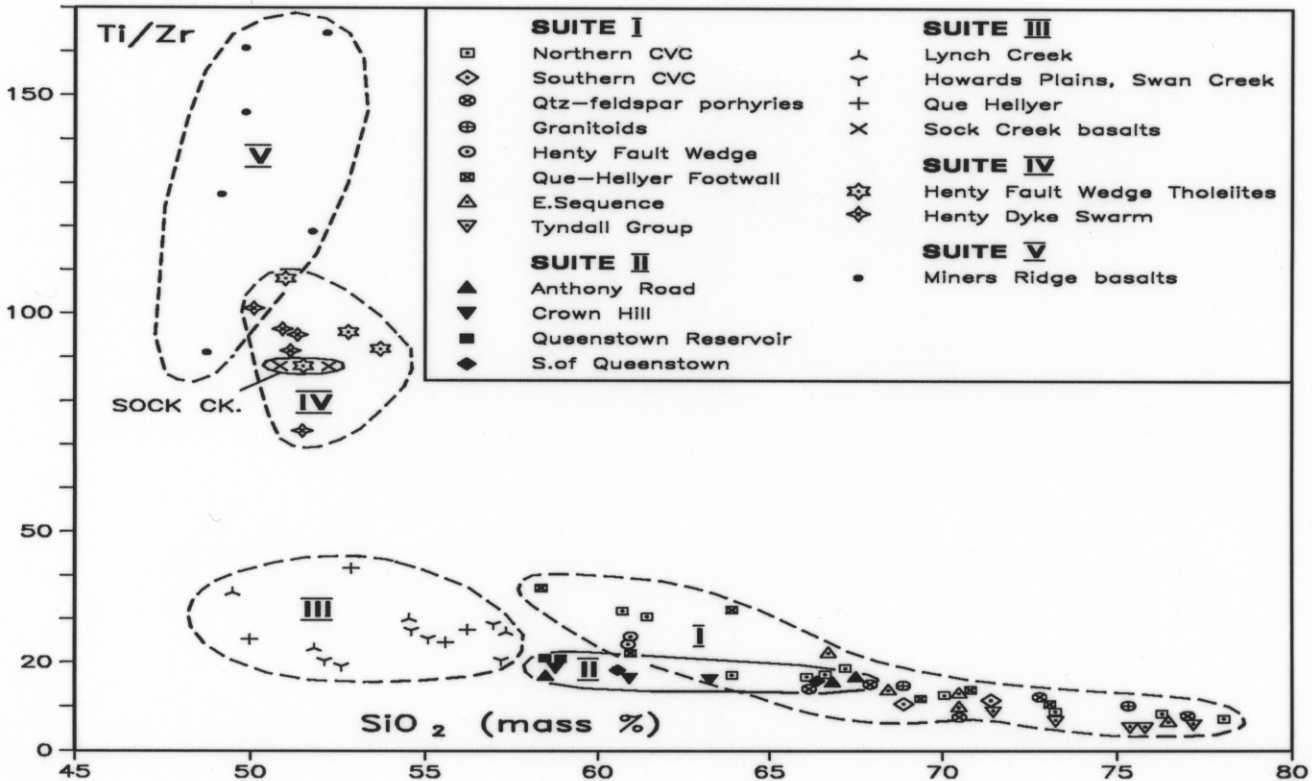 Ti/Zr
150
100
50
20
0
45
50
55
60
65
70
75
80
SiO2 (mass %)
V
IV
SOCK CK.
III
I
II
SUITE I
Northern CVC
Southern CVC
Qtz-feldspar porhyries
Granitoids
Henty Fault Wedge
Que-Hellyer Footwall
E.Sequence
Tyndall Group
SUITE II
Anthony Road
Crown Hill
Queenstown Reservoir
S.of Queenstown
SUITE III
Lynch Creek
Howards Plains, Swan Creek
Que Hellyer
Sock Creek basalts
SUITE IV
Henty Fault Wedge Tholeiites
Henty Dyke Swarm
SUITE V
Miners Ridge basalts